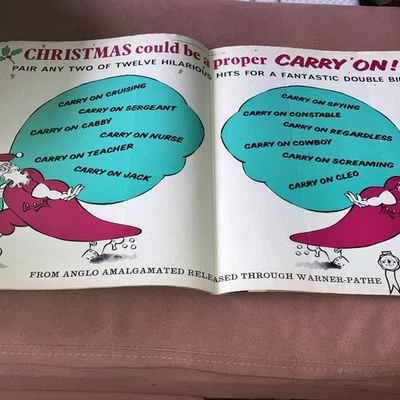 CHRISTMAS could be a proper CARRY ON!
PAIR ANY TWO OF TWELVE HILARIOUS HITS FOR A FANTASTIC DOUBLE
CARRY ON CRUISING
CARRY ON SERGEANT
CARRY ON CABBY
CARRY ON NURSE
CARRY ON TEACHER
CARRY ON JACK
CARRY ON SPYING
CARRY ON CONSTABLE
CARRY ON REGARDLESS
CARRY ON COWBOY
CARRY ON SCREAMING
CARRY ON CLEO
FROM ANGLO AMALGAMATED RELEASED THROUGH WARNER-PATHE